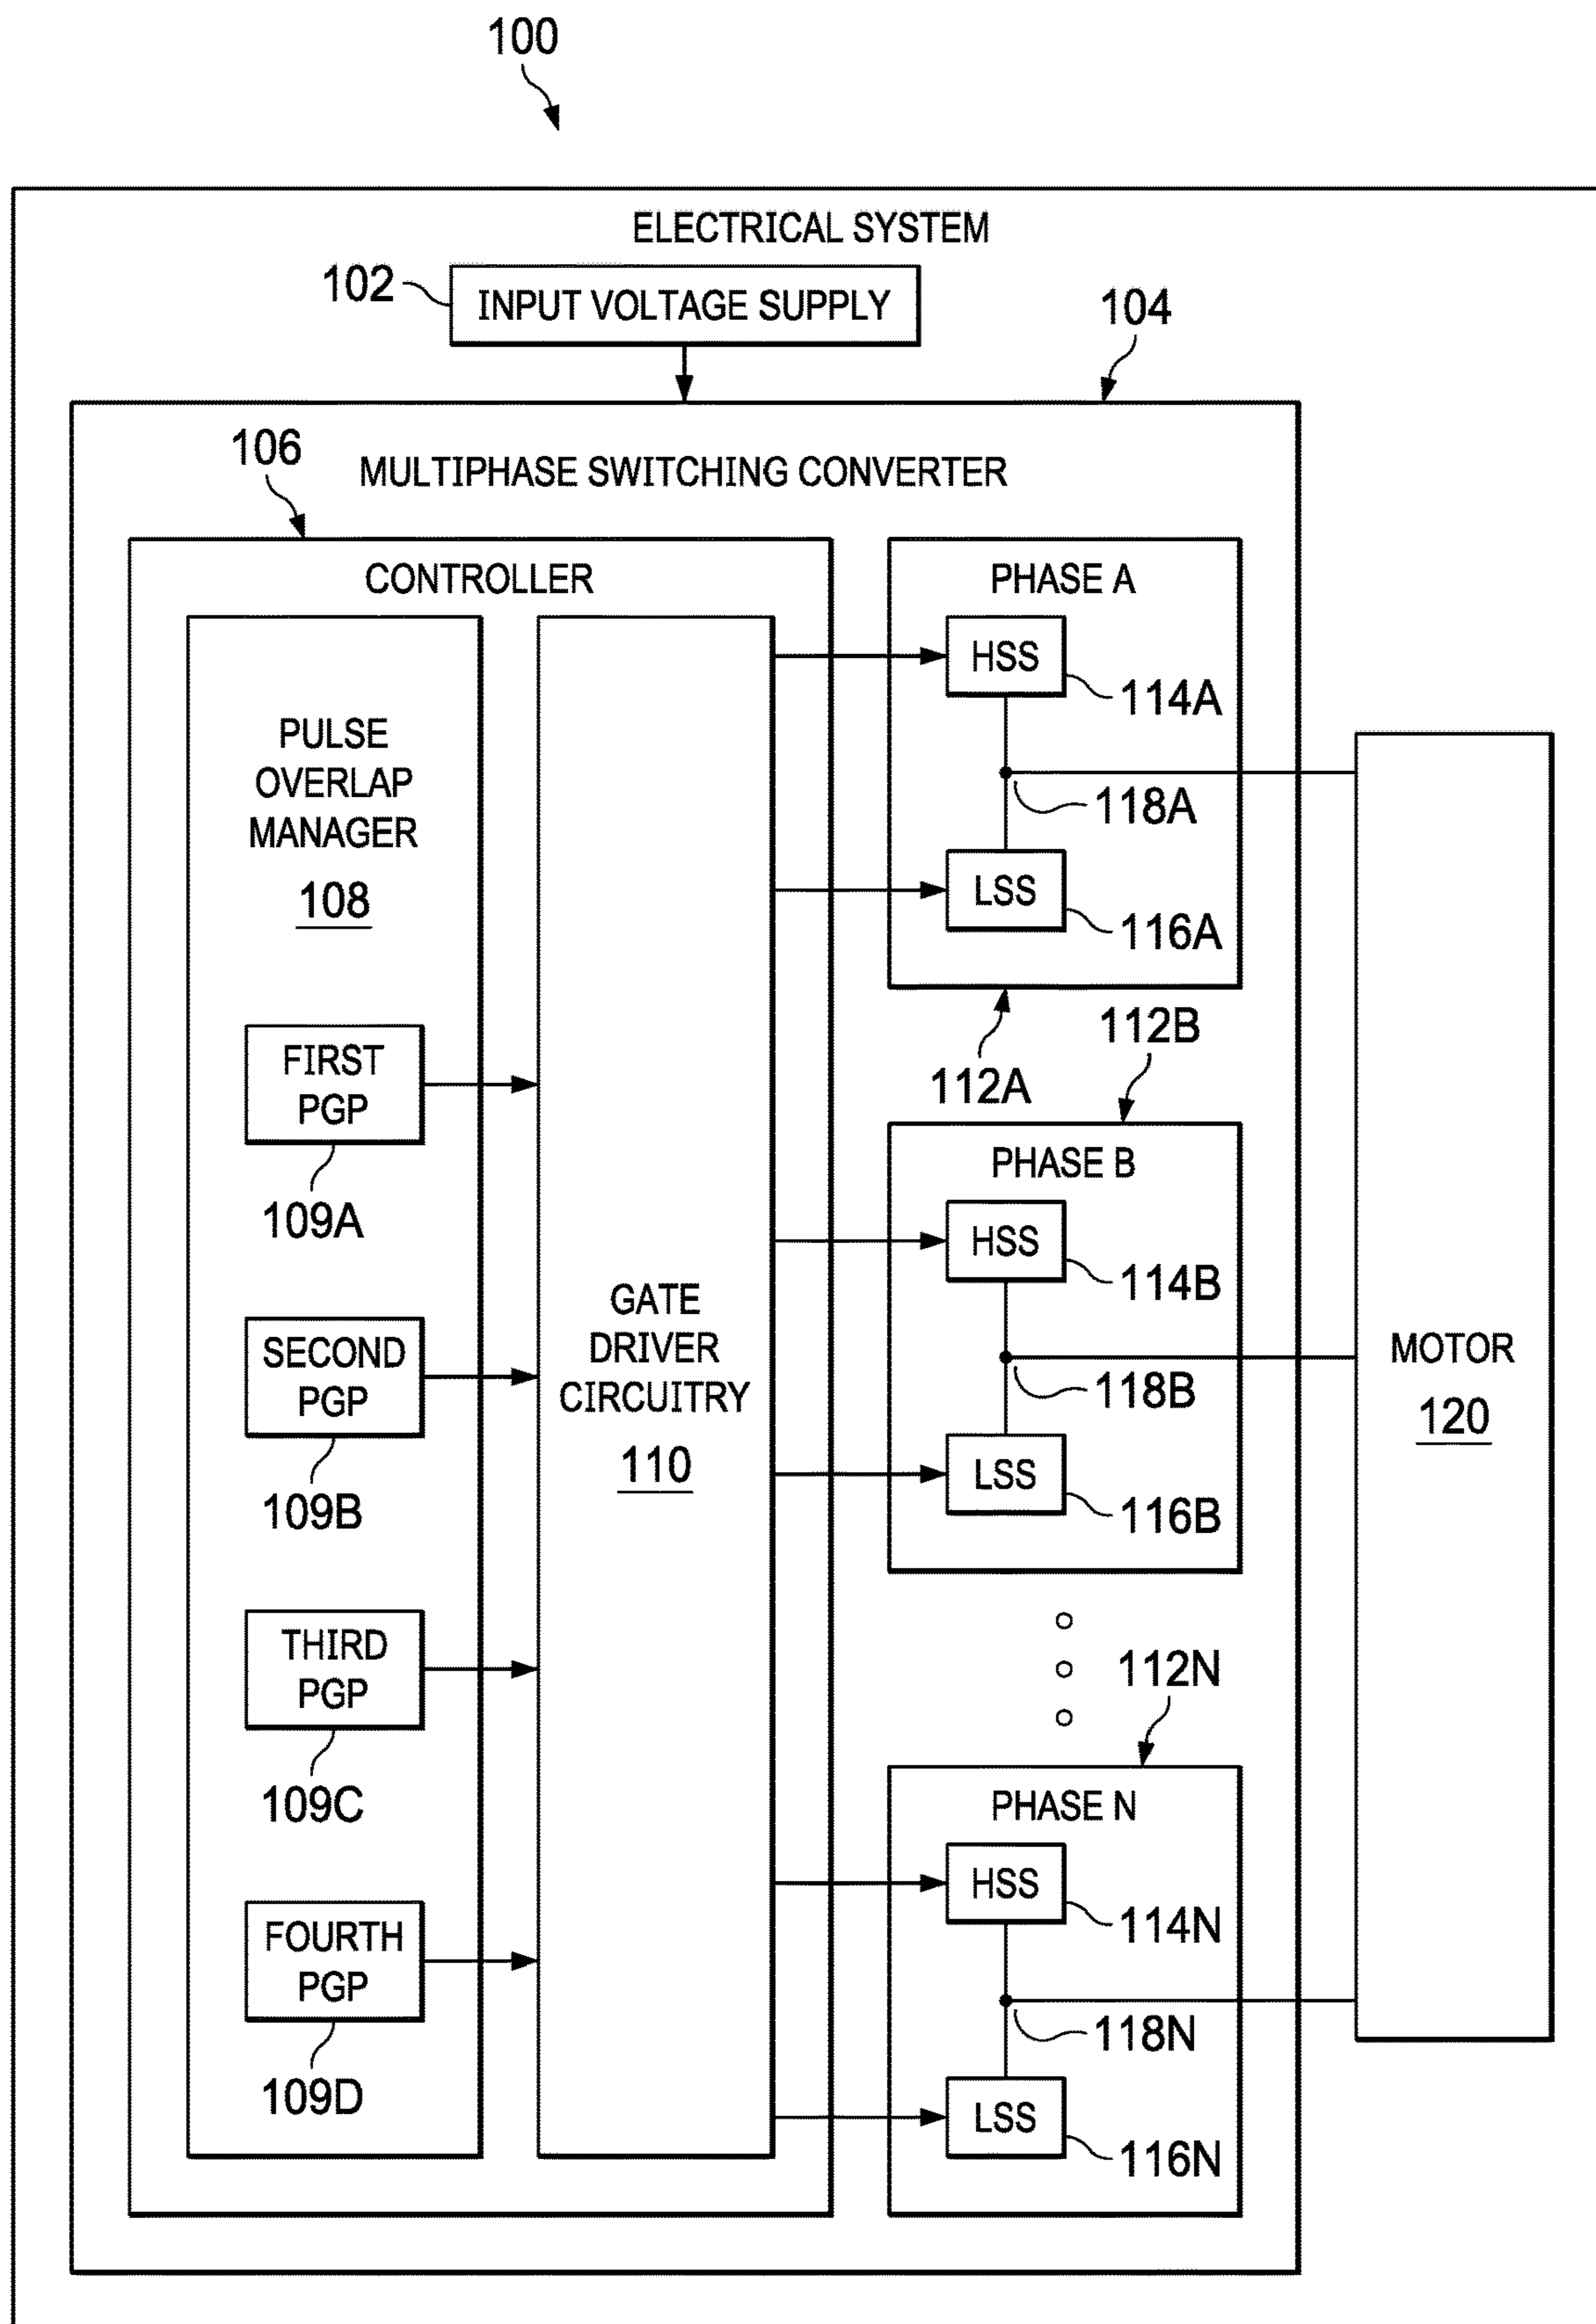 100
ELECTRICAL SYSTEM
102
INPUT VOLTAGE SUPPLY
104
MULTIPHASE SWITCHING CONVERTER
106
CONTROLLER
PULSE
OVERLAP
MANAGER
108
FIRST
PGP
109A
SECOND
PGP
109B
THIRD
PGP
109C
FOURTH
PGP
109D
GATE
DRIVER
CIRCUITRY
110
PHASE A
HSS
114A
118A
LSS
116A
112A
112B
PHASE B
HSS
114B
118B
LSS
116B
112N
PHASE N
HSS
114N
118N
LSS
116N
MOTOR
120